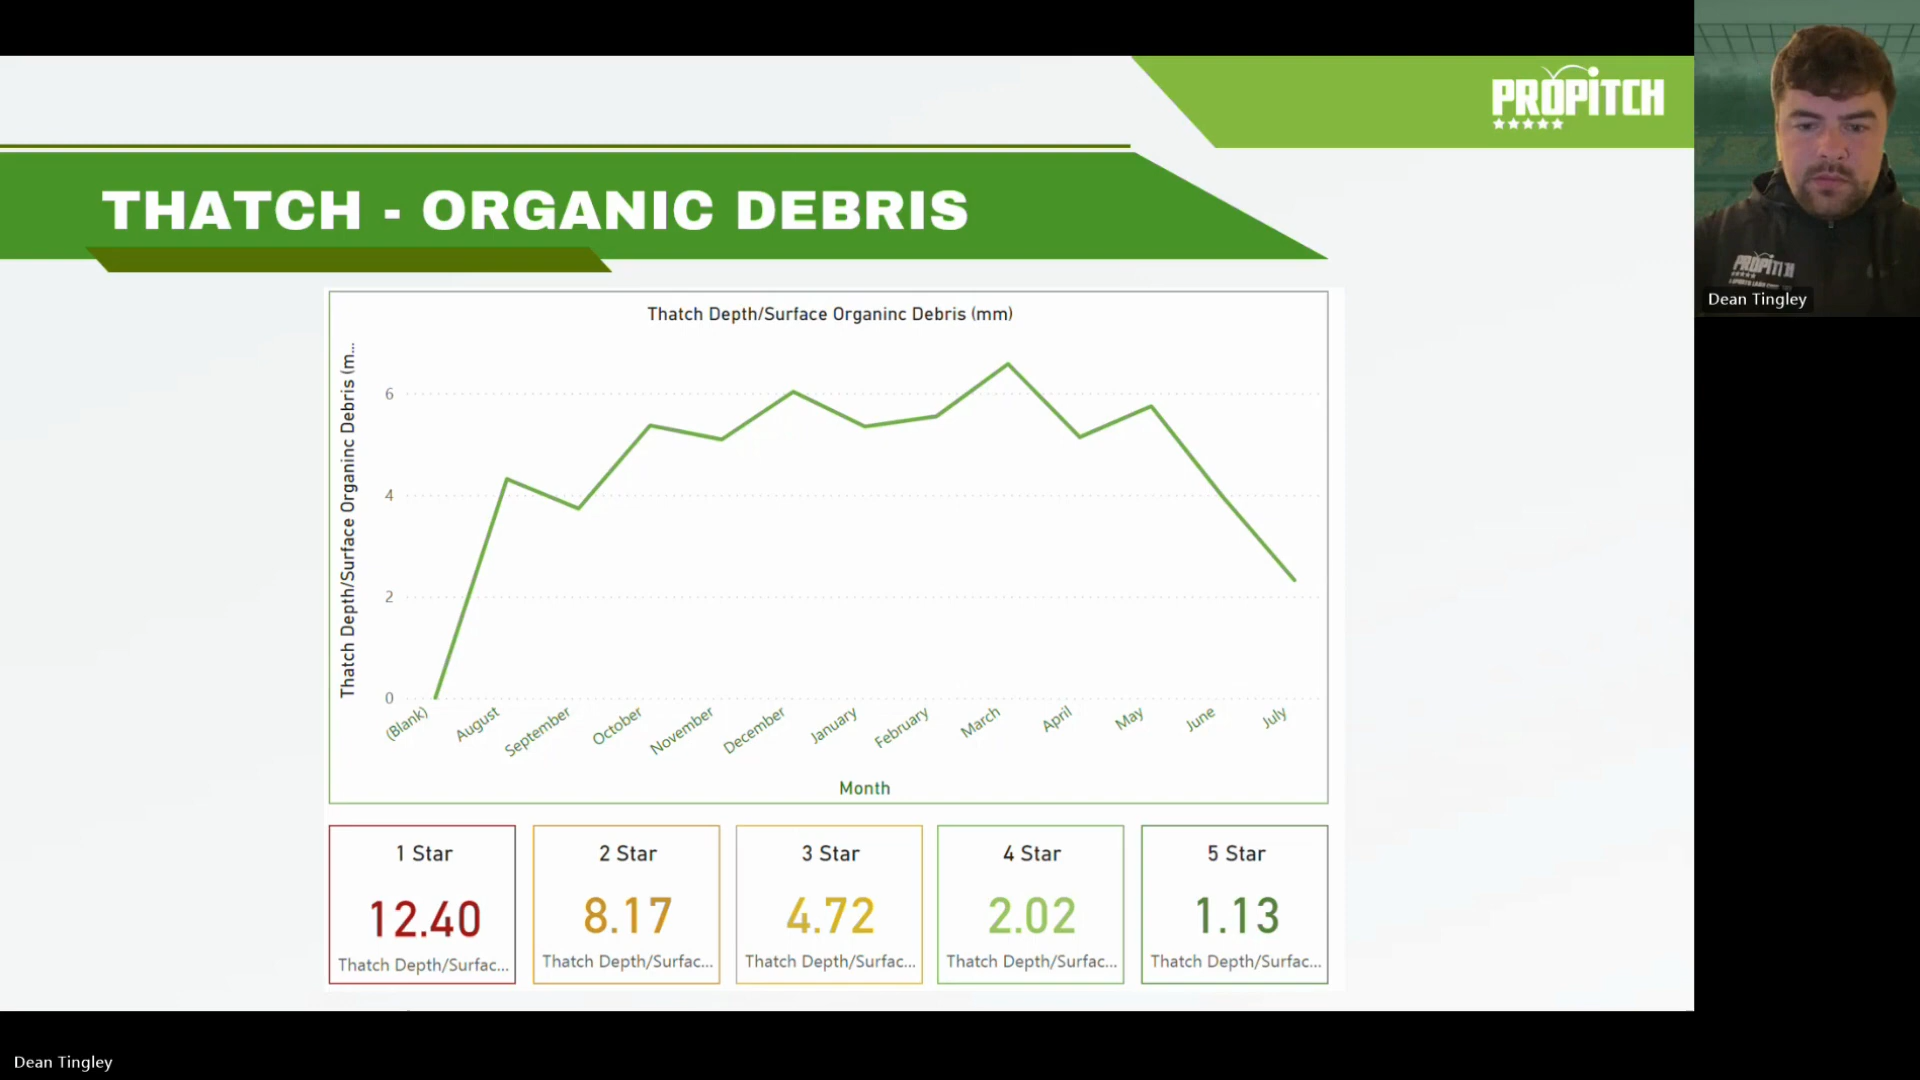 PROPITCH
THATCH - ORGANIC DEBRIS
Thatch Depth/Surface Organinc Debris (mm)
Thatch Depth/Surface Organinc Debris (m...
6
4
2
0
(Blank)
August
September
October
November
December
January
February
March
April
May
June
July
Month
1 Star
12.40
Thatch Depth/Surfac...
2 Star
8.17
Thatch Depth/Surfac...
3 Star
4.72
Thatch Depth/Surfac...
4 Star
2.02
Thatch Depth/Surfac...
5 Star
1.13
Thatch Depth/Surfac...
PROPITCH
Dean Tingley
Dean Tingley